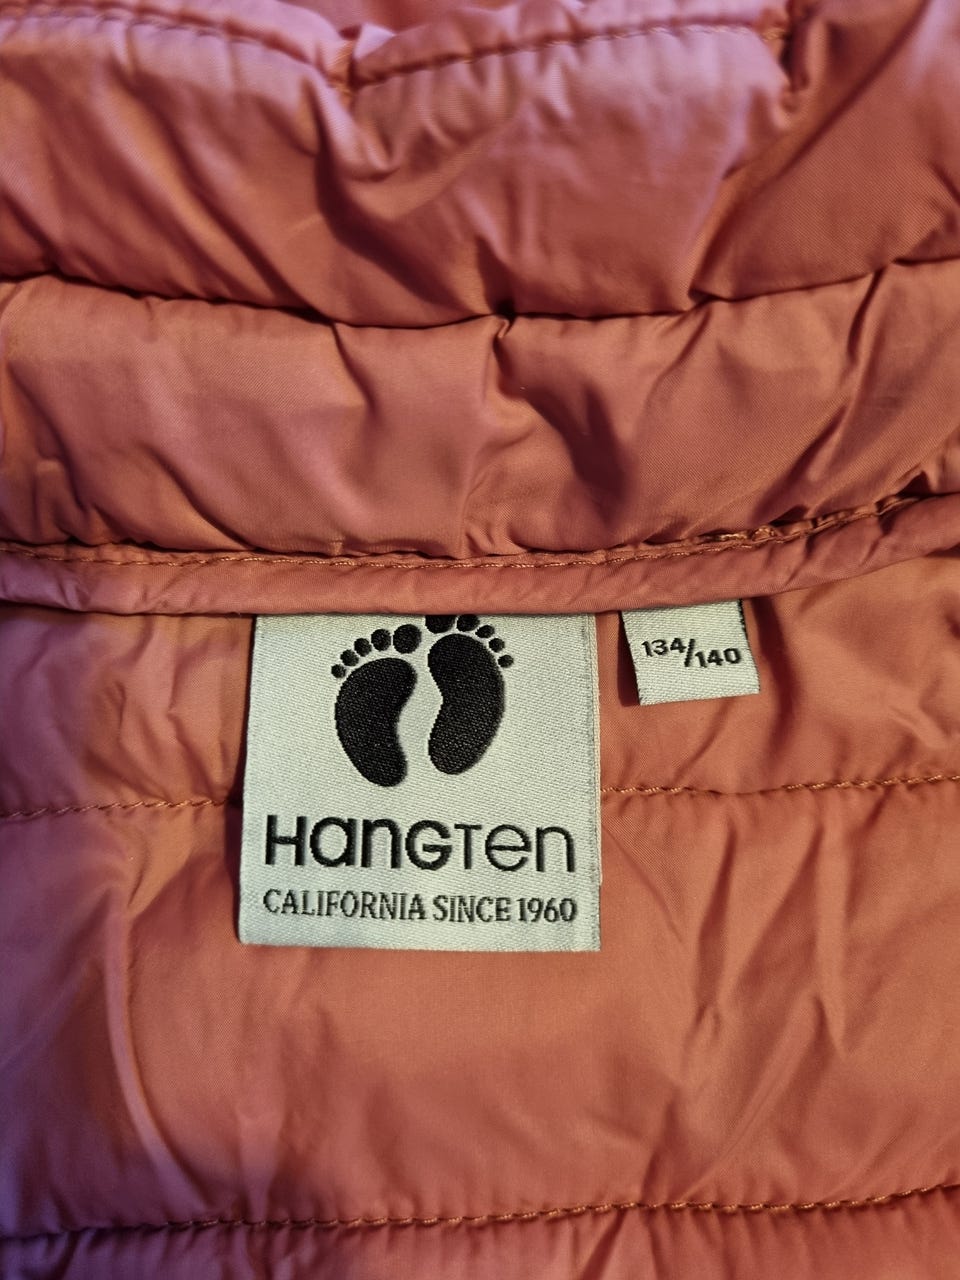 HangTen
CALIFORNIA SINCE 1960
134/140